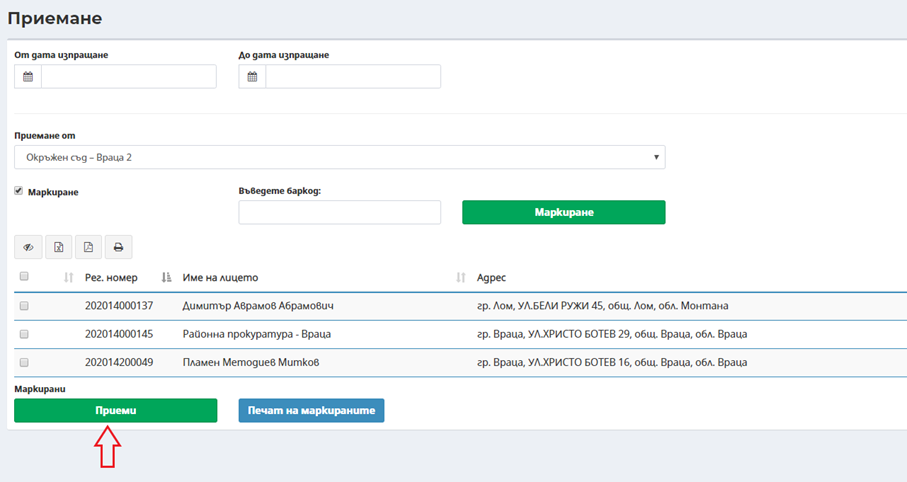 Приемане
От дата изпращане До дата изпращане
Приемане от
Окръжен съд – Враца 2
Маркиране Въведете баркод:
Маркиране
Рег. номер Име на лицето Адрес
202014000137 Димитър Аврамов Абрамович гр. Лом, УЛ.БЕЛИ РУЖИ 45, общ. Лом, обл. Монтана
202014000145 Районна прокуратура - Враца гр. Враца, УЛ.ХРИСТО БОТЕВ 29, общ. Враца, обл. Враца
202014200049 Пламен Методиев Митков гр. Враца, УЛ.ХРИСТО БОТЕВ 16, общ. Враца, обл. Враца
Маркирани
Приеми Печат на маркираните